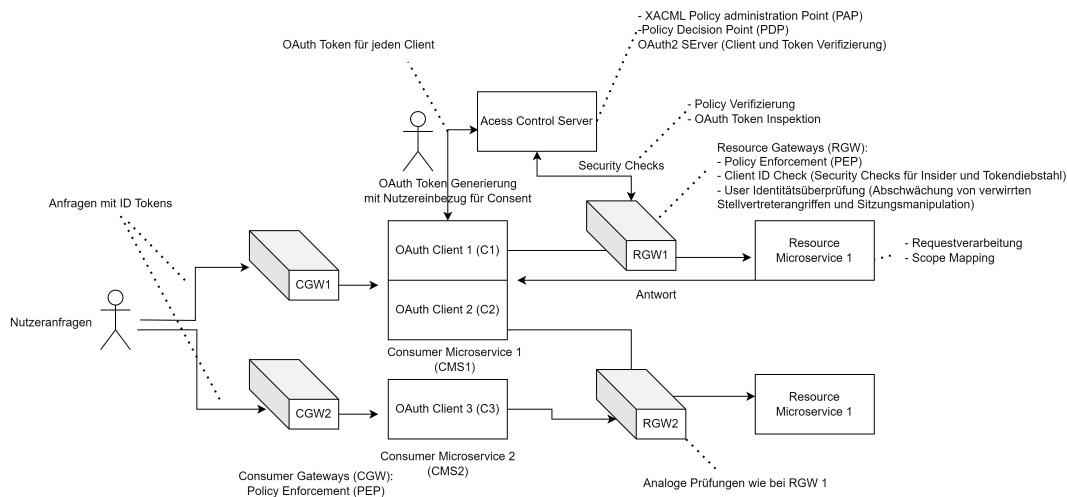 - XACML Policy administration Point (PAP)
-Policy Decision Point (PDP)
OAuth2 SErver (Client und Token Verifizierung)
OAuth Token für jeden Client
Acess Control Server
- Policy Verifizierung
- OAuth Token Inspektion
Security Checks
Resource Gateways (RGW):
- Policy Enforcement (PEP)
- Client ID Check (Security Checks für Insider und Tokendiebstahl)
- User Identitätsüberprüfung (Abschwächung von verwirrten
Stellvertreterangriffen und Sitzungsmanipulation)
OAuth Token Generierung
mit Nutzereinbezug für Consent
Anfragen mit ID Tokens
OAuth Client 1 (C1)
RGW1
Resource
Microservice 1
- Requestverarbeitung
- Scope Mapping
CGW1
Antwort
OAuth Client 2 (C2)
Nutzeranfragen
Consumer Microservice 1
(CMS1)
CGW2
OAuth Client 3 (C3)
RGW2
Resource
Microservice 1
Consumer Microservice 2
(CMS2)
Consumer Gateways (CGW):
Policy Enforcement (PEP)
Analoge Prüfungen wie bei RGW 1